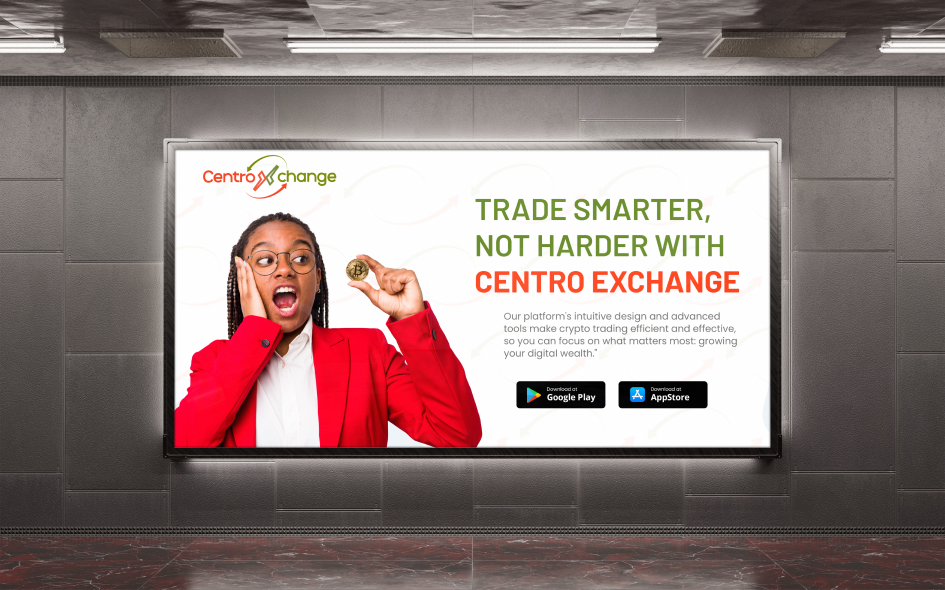 Centro Xchange
TRADE SMARTER,
NOT HARDER WITH
CENTRO EXCHANGE
Our platform's intuitive design and advanced
tools make crypto trading efficient and effective,
so you can focus on what matters most: growing
your digital wealth."
Download at
Google Play
Download at
AppStore